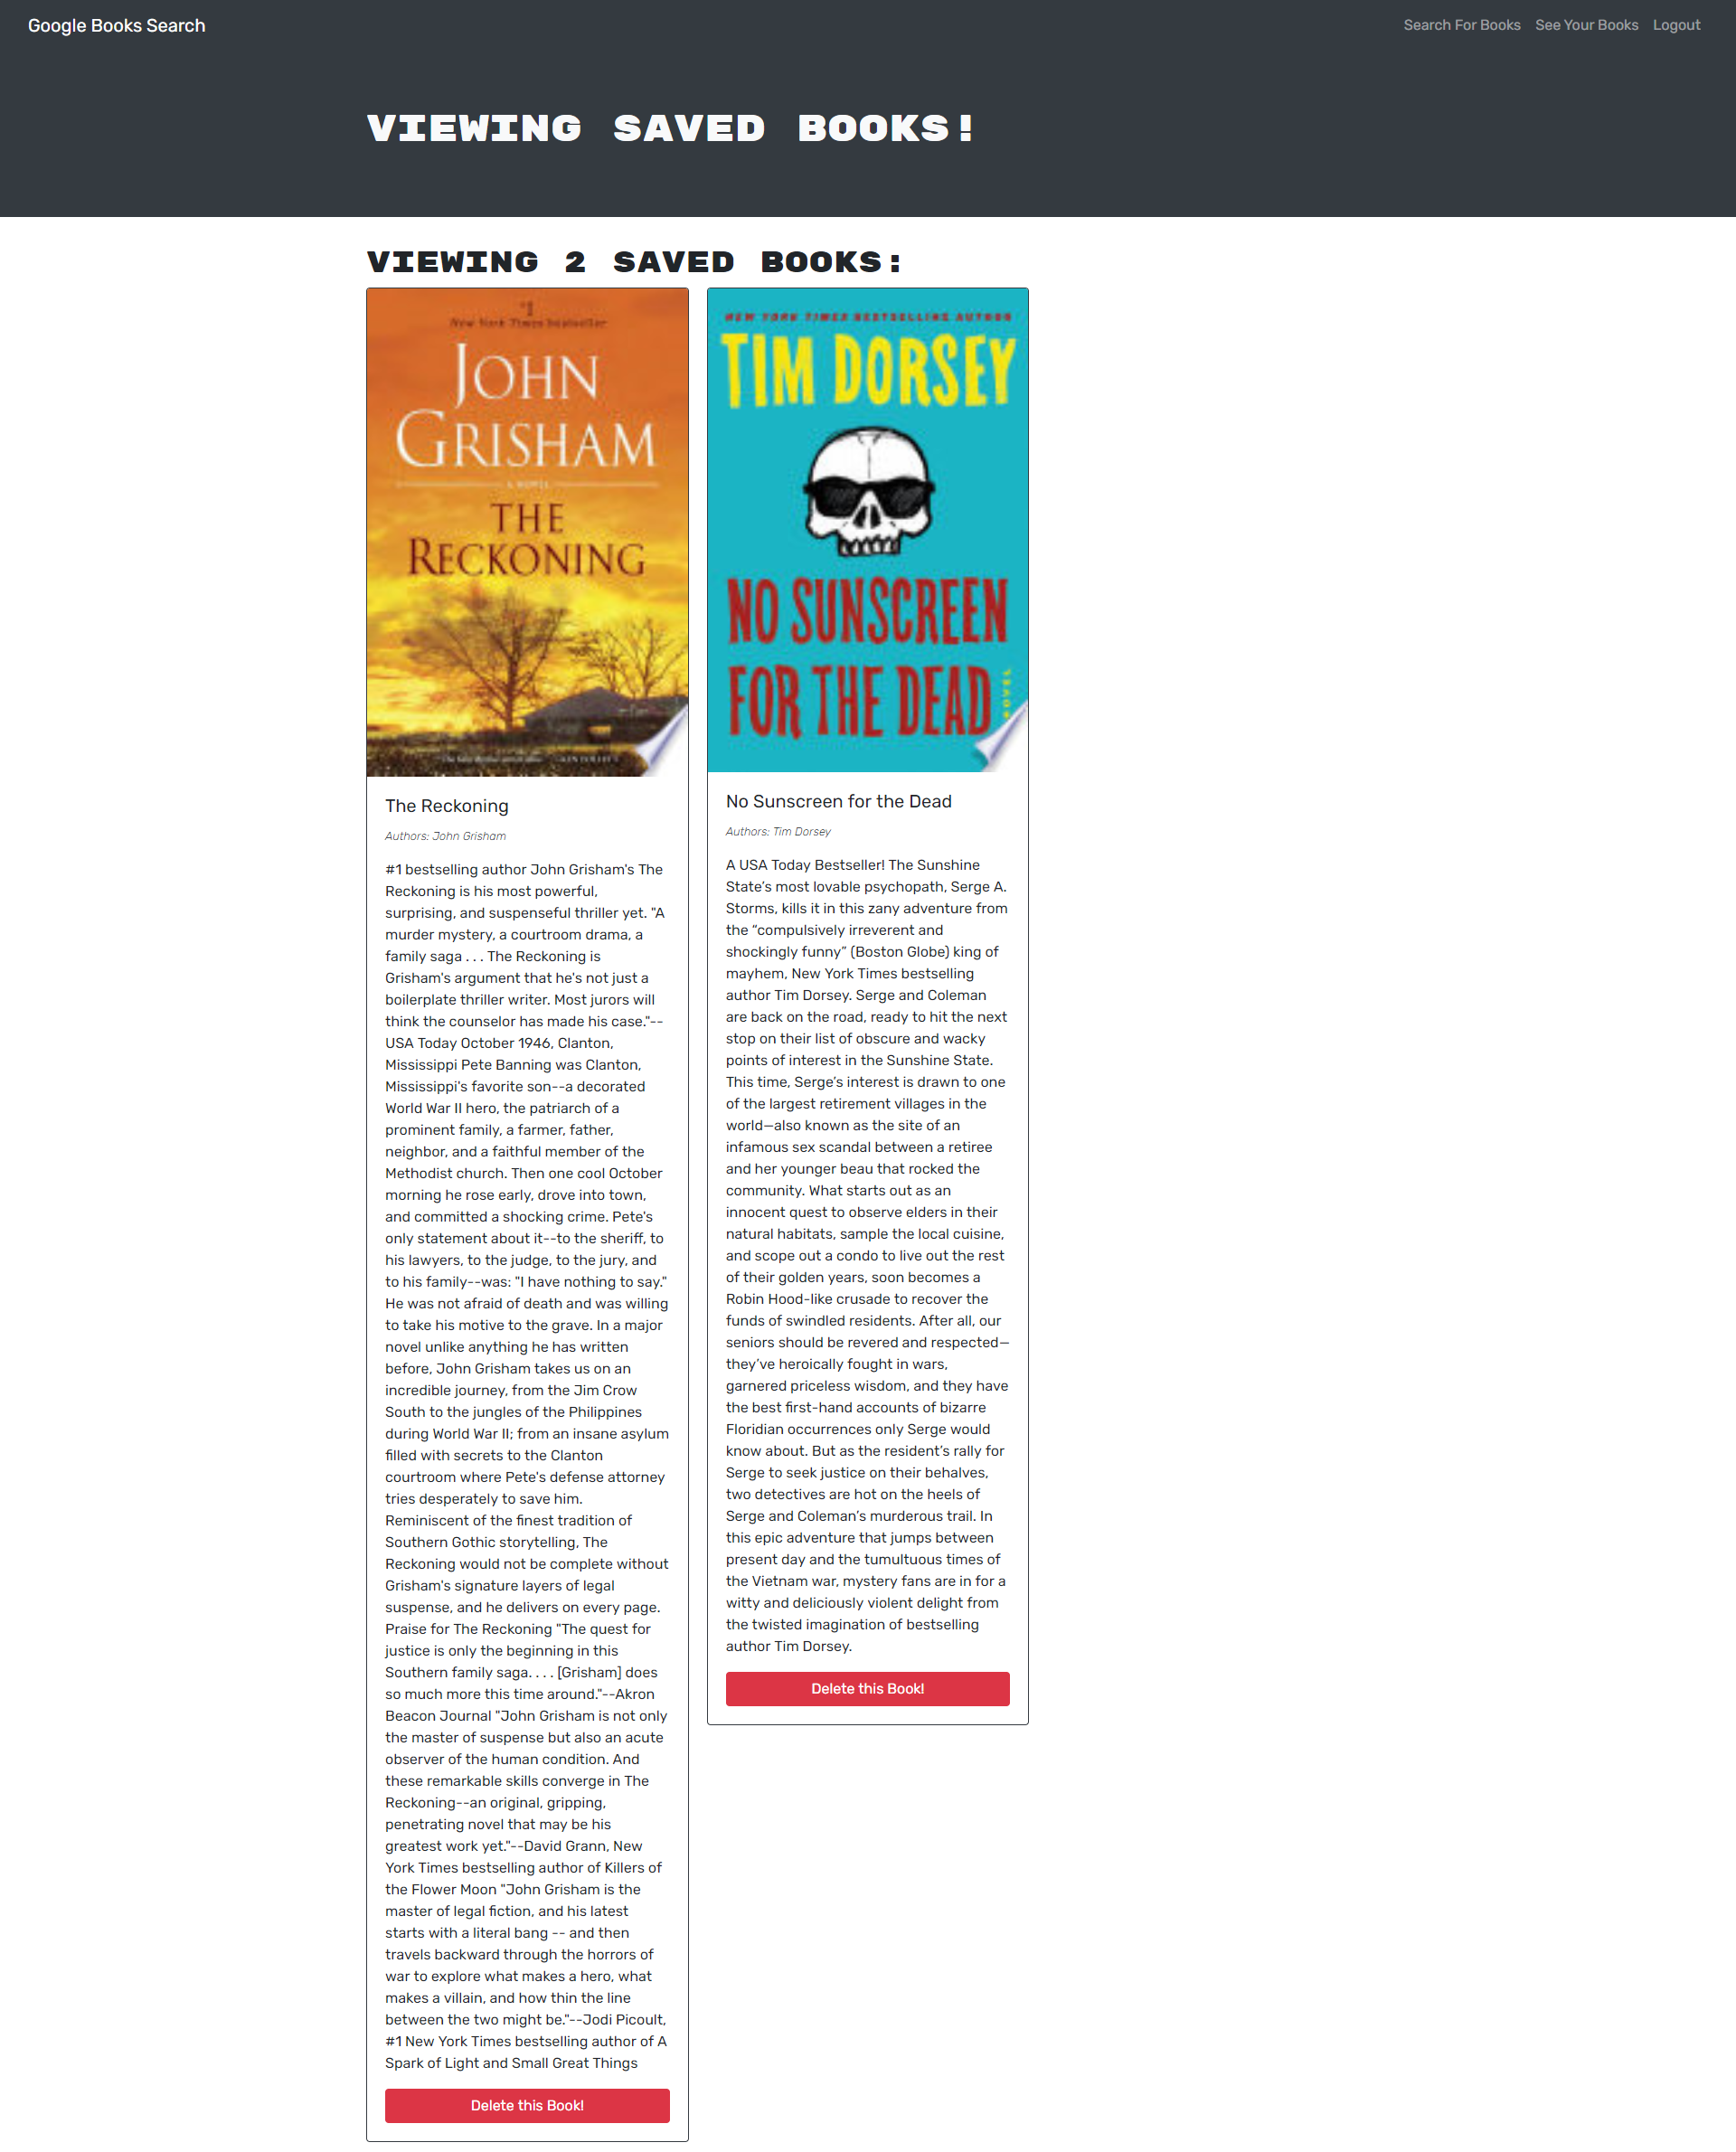 Google Books Search
Search For Books
See Your Books
Logout
VIEWING SAVED BOOKS!
VIEWING 2 SAVED BOOKS:
#1
New York Times bestseller
JOHN
GRISHAM
A NOVEL
THE
RECKONING
The Reckoning
Authors: John Grisham
#1 bestselling author John Grisham's The
Reckoning is his most powerful,
surprising, and suspenseful thriller yet. "A
murder mystery, a courtroom drama, a
family saga . . . The Reckoning is
Grisham's argument that he's not just a
boilerplate thriller writer. Most jurors will
think the counselor has made his case."--
USA Today October 1946, Clanton,
Mississippi Pete Banning was Clanton,
Mississippi's favorite son--a decorated
World War II hero, the patriarch of a
prominent family, a farmer, father,
neighbor, and a faithful member of the
Methodist church. Then one cool October
morning he rose early, drove into town,
and committed a shocking crime. Pete's
only statement about it--to the sheriff, to
his lawyers, to the judge, to the jury, and
to his family--was: "I have nothing to say."
He was not afraid of death and was willing
to take his motive to the grave. In a major
novel unlike anything he has written
before, John Grisham takes us on an
incredible journey, from the Jim Crow
South to the jungles of the Philippines
during World War II; from an insane asylum
filled with secrets to the Clanton
courtroom where Pete's defense attorney
tries desperately to save him.
Reminiscent of the finest tradition of
Southern Gothic storytelling, The
Reckoning would not be complete without
Grisham's signature layers of legal
suspense, and he delivers on every page.
Praise for The Reckoning "The quest for
justice is only the beginning in this
Southern family saga. . . . [Grisham] does
so much more this time around."--Akron
Beacon Journal "John Grisham is not only
the master of suspense but also an acute
observer of the human condition. And
these remarkable skills converge in The
Reckoning--an original, gripping,
penetrating novel that may be his
greatest work yet."--David Grann, New
York Times bestselling author of Killers of
the Flower Moon "John Grisham is the
master of legal fiction, and his latest
starts with a literal bang -- and then
travels backward through the horrors of
war to explore what makes a hero, what
makes a villain, and how thin the line
between the two might be."--Jodi Picoult,
#1 New York Times bestselling author of A
Spark of Light and Small Great Things
Delete this Book!
NEW YORK TIMES BESTSELLING AUTHOR
TIM DORSEY
NO SUNSCREEN
FOR THE DEAD
A NOVEL
No Sunscreen for the Dead
Authors: Tim Dorsey
A USA Today Bestseller! The Sunshine
State’s most lovable psychopath, Serge A.
Storms, kills it in this zany adventure from
the “compulsively irreverent and
shockingly funny” (Boston Globe) king of
mayhem, New York Times bestselling
author Tim Dorsey. Serge and Coleman
are back on the road, ready to hit the next
stop on their list of obscure and wacky
points of interest in the Sunshine State.
This time, Serge’s interest is drawn to one
of the largest retirement villages in the
world—also known as the site of an
infamous sex scandal between a retiree
and her younger beau that rocked the
community. What starts out as an
innocent quest to observe elders in their
natural habitats, sample the local cuisine,
and scope out a condo to live out the rest
of their golden years, soon becomes a
Robin Hood-like crusade to recover the
funds of swindled residents. After all, our
seniors should be revered and respected—
they’ve heroically fought in wars,
garnered priceless wisdom, and they have
the best first-hand accounts of bizarre
Floridian occurrences only Serge would
know about. But as the resident’s rally for
Serge to seek justice on their behalves,
two detectives are hot on the heels of
Serge and Coleman’s murderous trail. In
this epic adventure that jumps between
present day and the tumultuous times of
the Vietnam war, mystery fans are in for a
witty and deliciously violent delight from
the twisted imagination of bestselling
author Tim Dorsey.
Delete this Book!